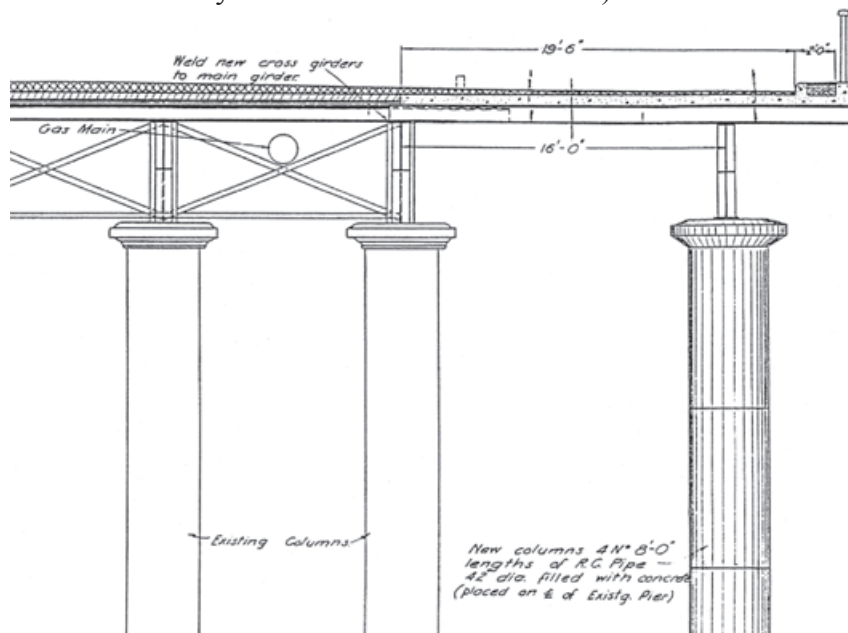 19'-6"
2'0"
Weld new cross girders
to main girder.
Gas Main
16'-0"
Existing Columns.
New columns 4 Nº 8'-0"
lengths of R.C. Pipe —
42" dia. filled with concrete
(placed on ℄ of Existg. Pier)